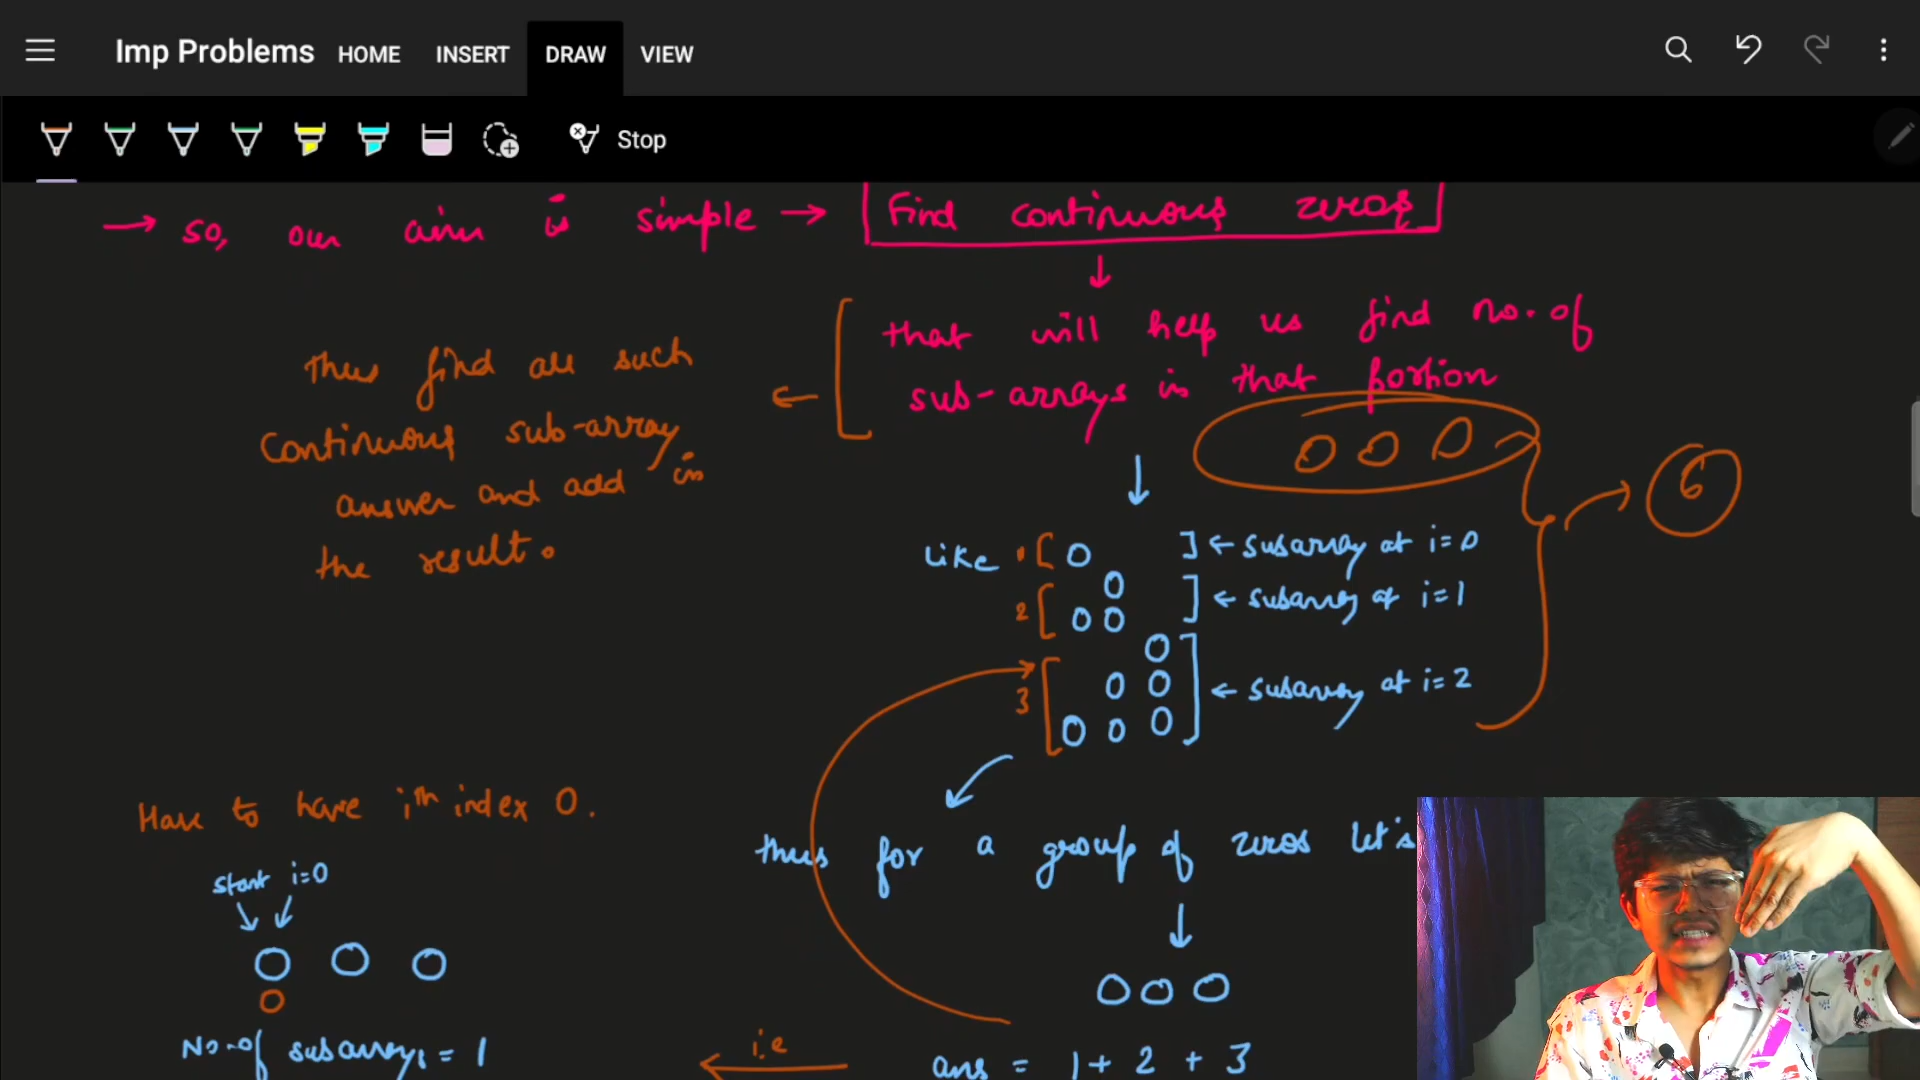 Imp Problems HOME INSERT DRAW VIEW
Stop
→ so, our aim is simple → [Find continuous zeros]
↓
that will help us find no. of
sub-arrays in that portion
Thus find all such
continuous sub-array
answer and add in
the result.
←
0 0 0
→ 6
↓
like 1 [ 0 ] ← subarray at i=0
0
2 [ 0 0 ] ← subarray at i=1
0
3 [ 0 0 ] ← subarray at i=2
0 0 0
Have to have ith index 0.
thus for a group of zeros let's
start i=0
↓
0 0 0
0
0 0 0
No. of subarrays = 1
← i.e
ans = 1 + 2 + 3